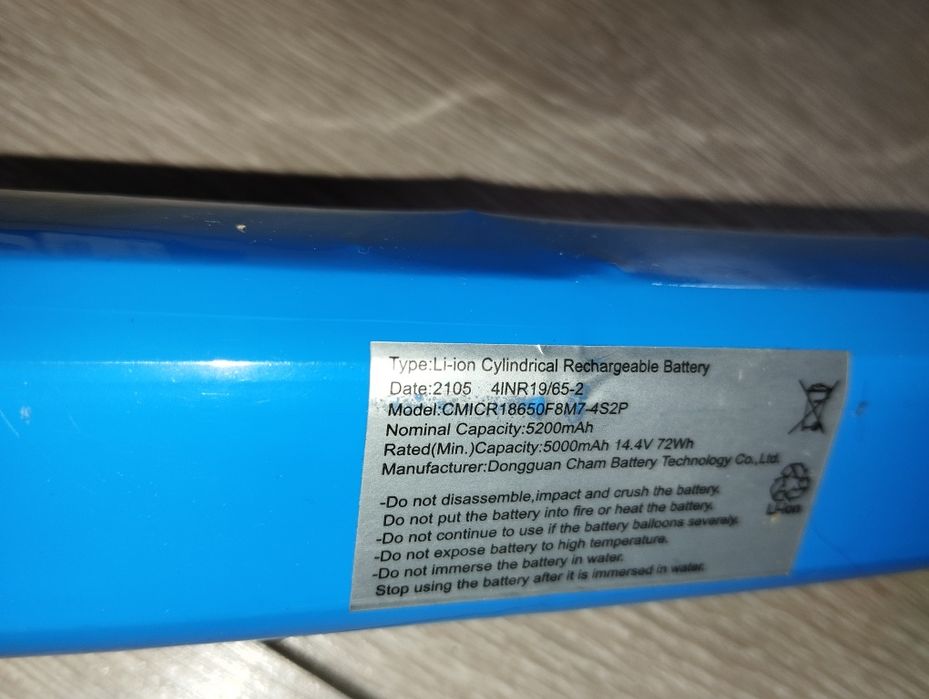 Type:Li-ion Cylindrical Rechargeable Battery
Date:2105 4INR19/65-2
Model:CMICR18650F8M7-4S2P
Nominal Capacity:5200mAh
Rated(Min.)Capacity:5000mAh 14.4V 72Wh
Manufacturer:Dongguan Cham Battery Technology Co.,Ltd.
-Do not disassemble,impact and crush the battery.
Do not put the battery into fire or heat the battery.
-Do not continue to use if the battery balloons severely.
-Do not expose battery to high temperature.
-Do not immerse the battery in water.
Stop using the battery after it is immersed in water.
Li-ion